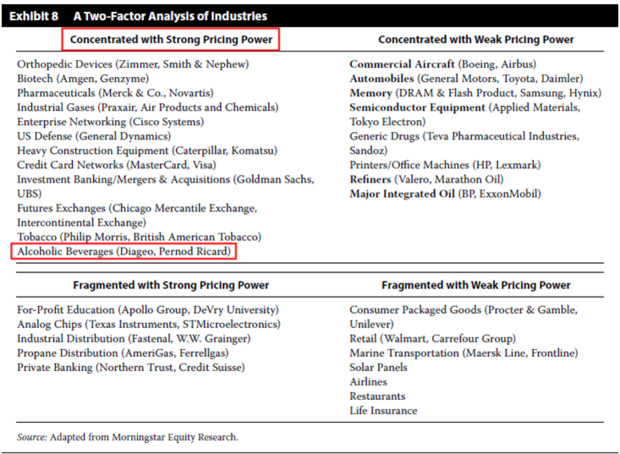 Exhibit 8 A Two-Factor Analysis of Industries
Concentrated with Strong Pricing Power
Orthopedic Devices (Zimmer, Smith & Nephew)
Biotech (Amgen, Genzyme)
Pharmaceuticals (Merck & Co., Novartis)
Industrial Gases (Praxair, Air Products and Chemicals)
Enterprise Networking (Cisco Systems)
US Defense (General Dynamics)
Heavy Construction Equipment (Caterpillar, Komatsu)
Credit Card Networks (MasterCard, Visa)
Investment Banking/Mergers & Acquisitions (Goldman Sachs,
UBS)
Futures Exchanges (Chicago Mercantile Exchange,
Intercontinental Exchange)
Tobacco (Philip Morris, British American Tobacco)
Alcoholic Beverages (Diageo, Pernod Ricard)
Concentrated with Weak Pricing Power
Commercial Aircraft (Boeing, Airbus)
Automobiles (General Motors, Toyota, Daimler)
Memory (DRAM & Flash Product, Samsung, Hynix)
Semiconductor Equipment (Applied Materials,
Tokyo Electron)
Generic Drugs (Teva Pharmaceutical Industries,
Sandoz)
Printers/Office Machines (HP, Lexmark)
Refiners (Valero, Marathon Oil)
Major Integrated Oil (BP, ExxonMobil)
Fragmented with Strong Pricing Power
For-Profit Education (Apollo Group, DeVry University)
Analog Chips (Texas Instruments, STMicroelectronics)
Industrial Distribution (Fastenal, W.W. Grainger)
Propane Distribution (AmeriGas, Ferrellgas)
Private Banking (Northern Trust, Credit Suisse)
Fragmented with Weak Pricing Power
Consumer Packaged Goods (Procter & Gamble,
Unilever)
Retail (Walmart, Carrefour Group)
Marine Transportation (Maersk Line, Frontline)
Solar Panels
Airlines
Restaurants
Life Insurance
Source: Adapted from Morningstar Equity Research.